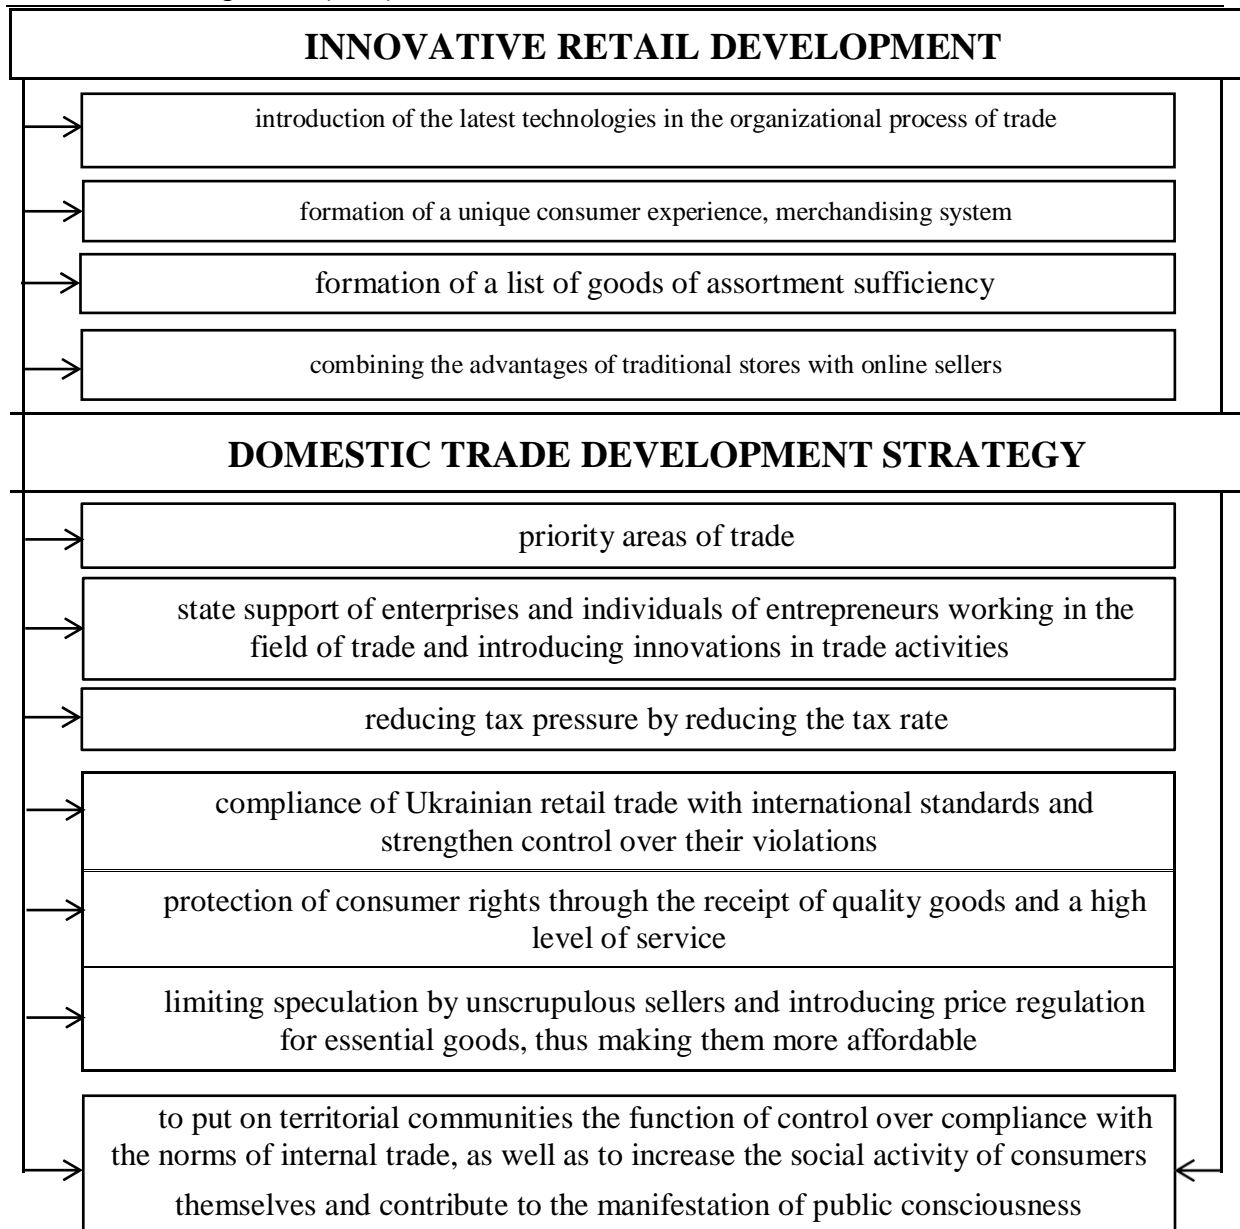 INNOVATIVE RETAIL DEVELOPMENT
introduction of the latest technologies in the organizational process of trade
formation of a unique consumer experience, merchandising system
formation of a list of goods of assortment sufficiency
combining the advantages of traditional stores with online sellers
DOMESTIC TRADE DEVELOPMENT STRATEGY
priority areas of trade
state support of enterprises and individuals of entrepreneurs working in the
field of trade and introducing innovations in trade activities
reducing tax pressure by reducing the tax rate
compliance of Ukrainian retail trade with international standards and
strengthen control over their violations
protection of consumer rights through the receipt of quality goods and a high
level of service
limiting speculation by unscrupulous sellers and introducing price regulation
for essential goods, thus making them more affordable
to put on territorial communities the function of control over compliance with
the norms of internal trade, as well as to increase the social activity of consumers
themselves and contribute to the manifestation of public consciousness